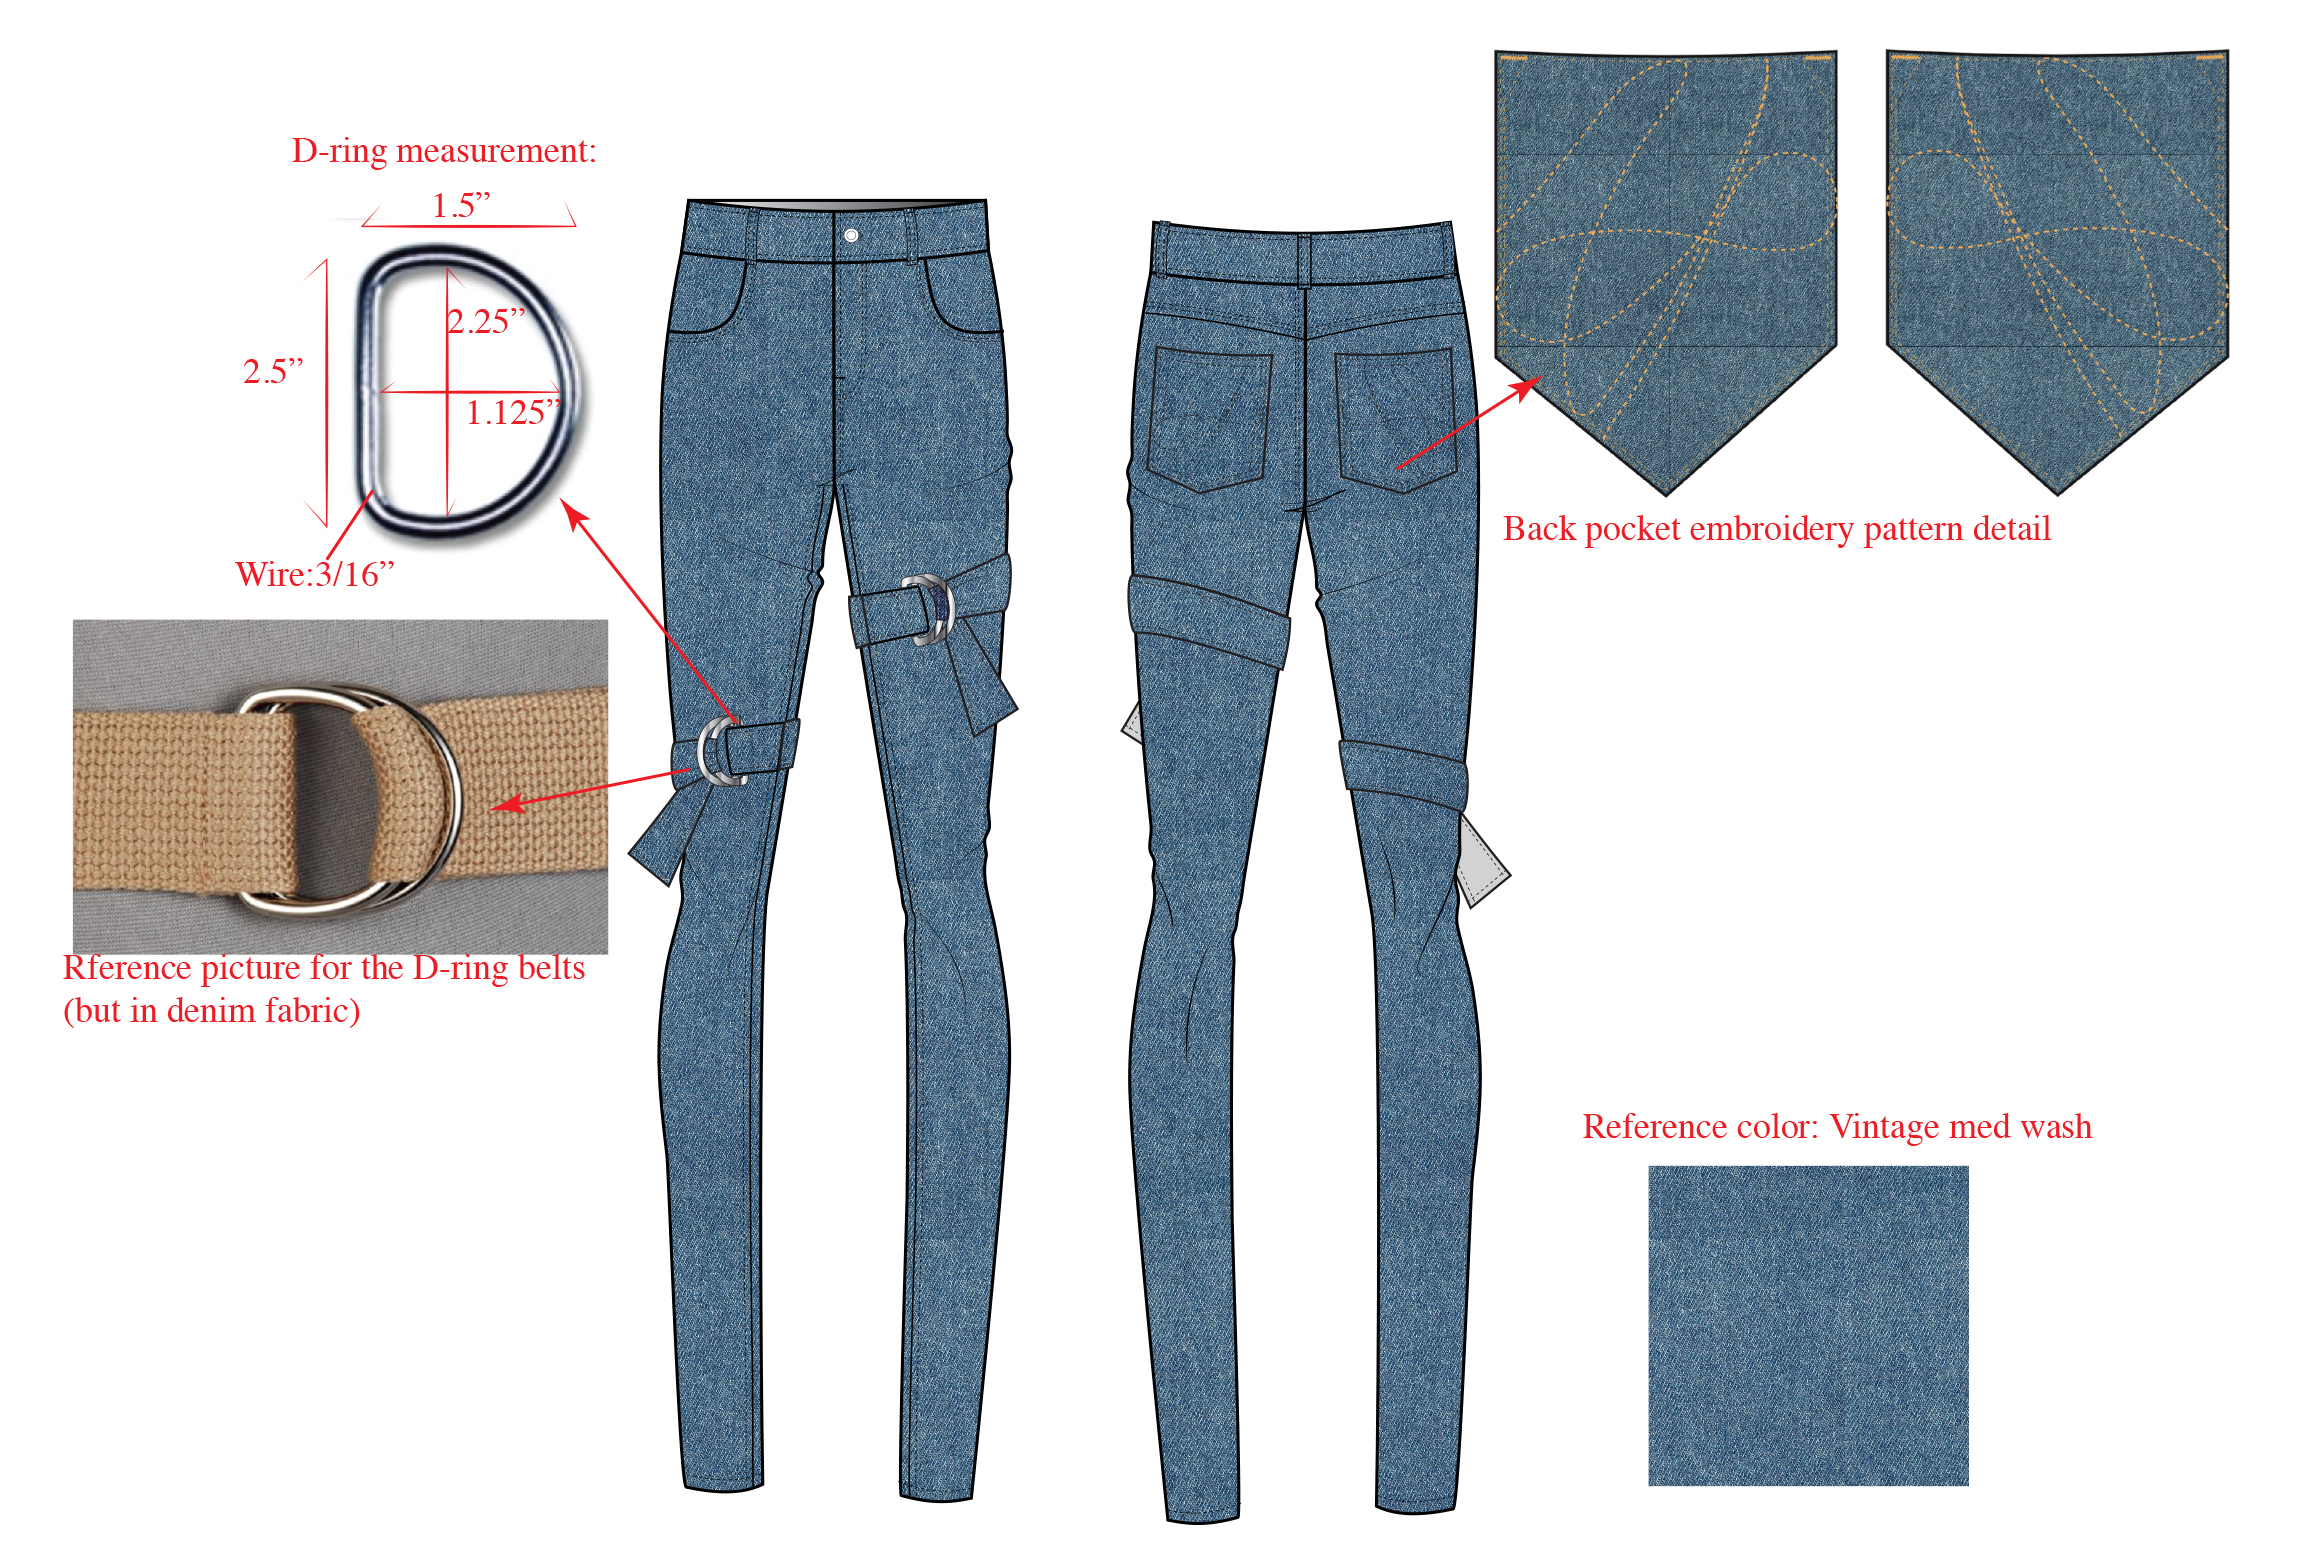 D-ring measurement:
1.5”
2.25”
2.5”
1.125”
Wire:3/16”
Rference picture for the D-ring belts
(but in denim fabric)
Back pocket embroidery pattern detail
Reference color: Vintage med wash